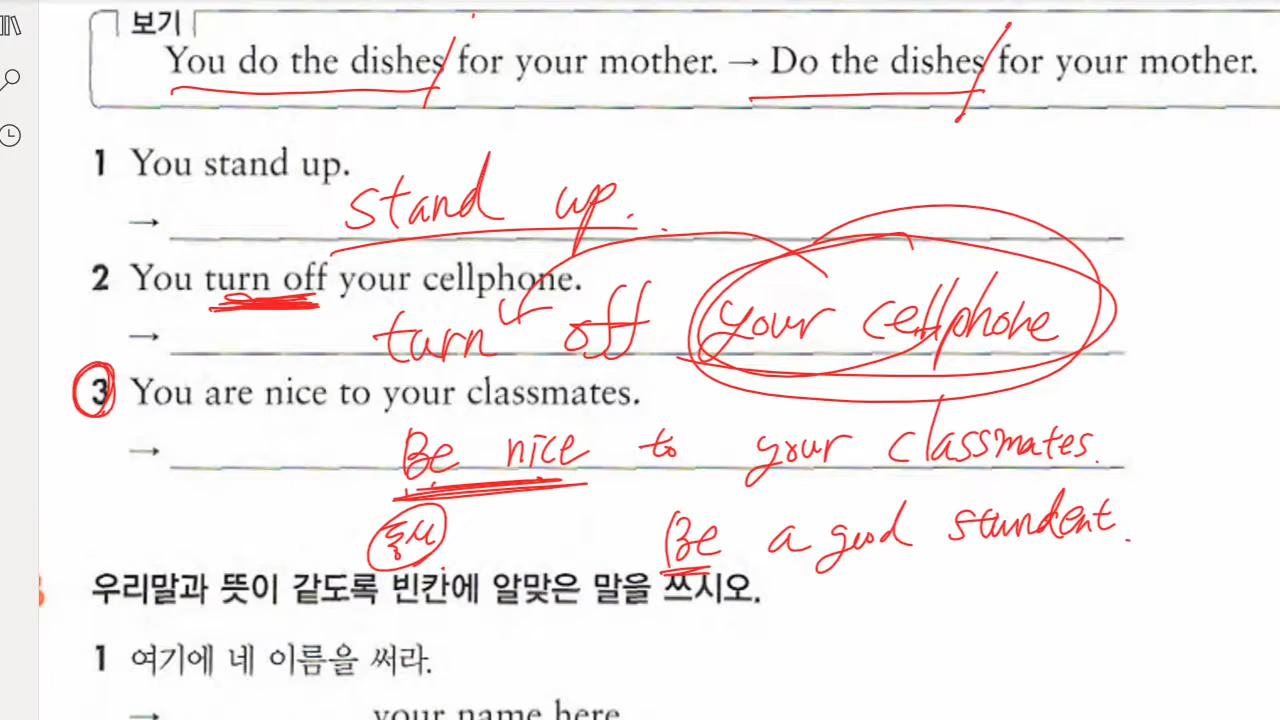 보기
You do the dishes for your mother. → Do the dishes for your mother.
1 You stand up.
→ stand up.
2 You turn off your cellphone.
→ turn off your cellphone
3 You are nice to your classmates.
→ Be nice to your classmates.
동사 Be a good stundent.
우리말과 뜻이 같도록 빈칸에 알맞은 말을 쓰시오.
1 여기에 네 이름을 써라.
→ your name here